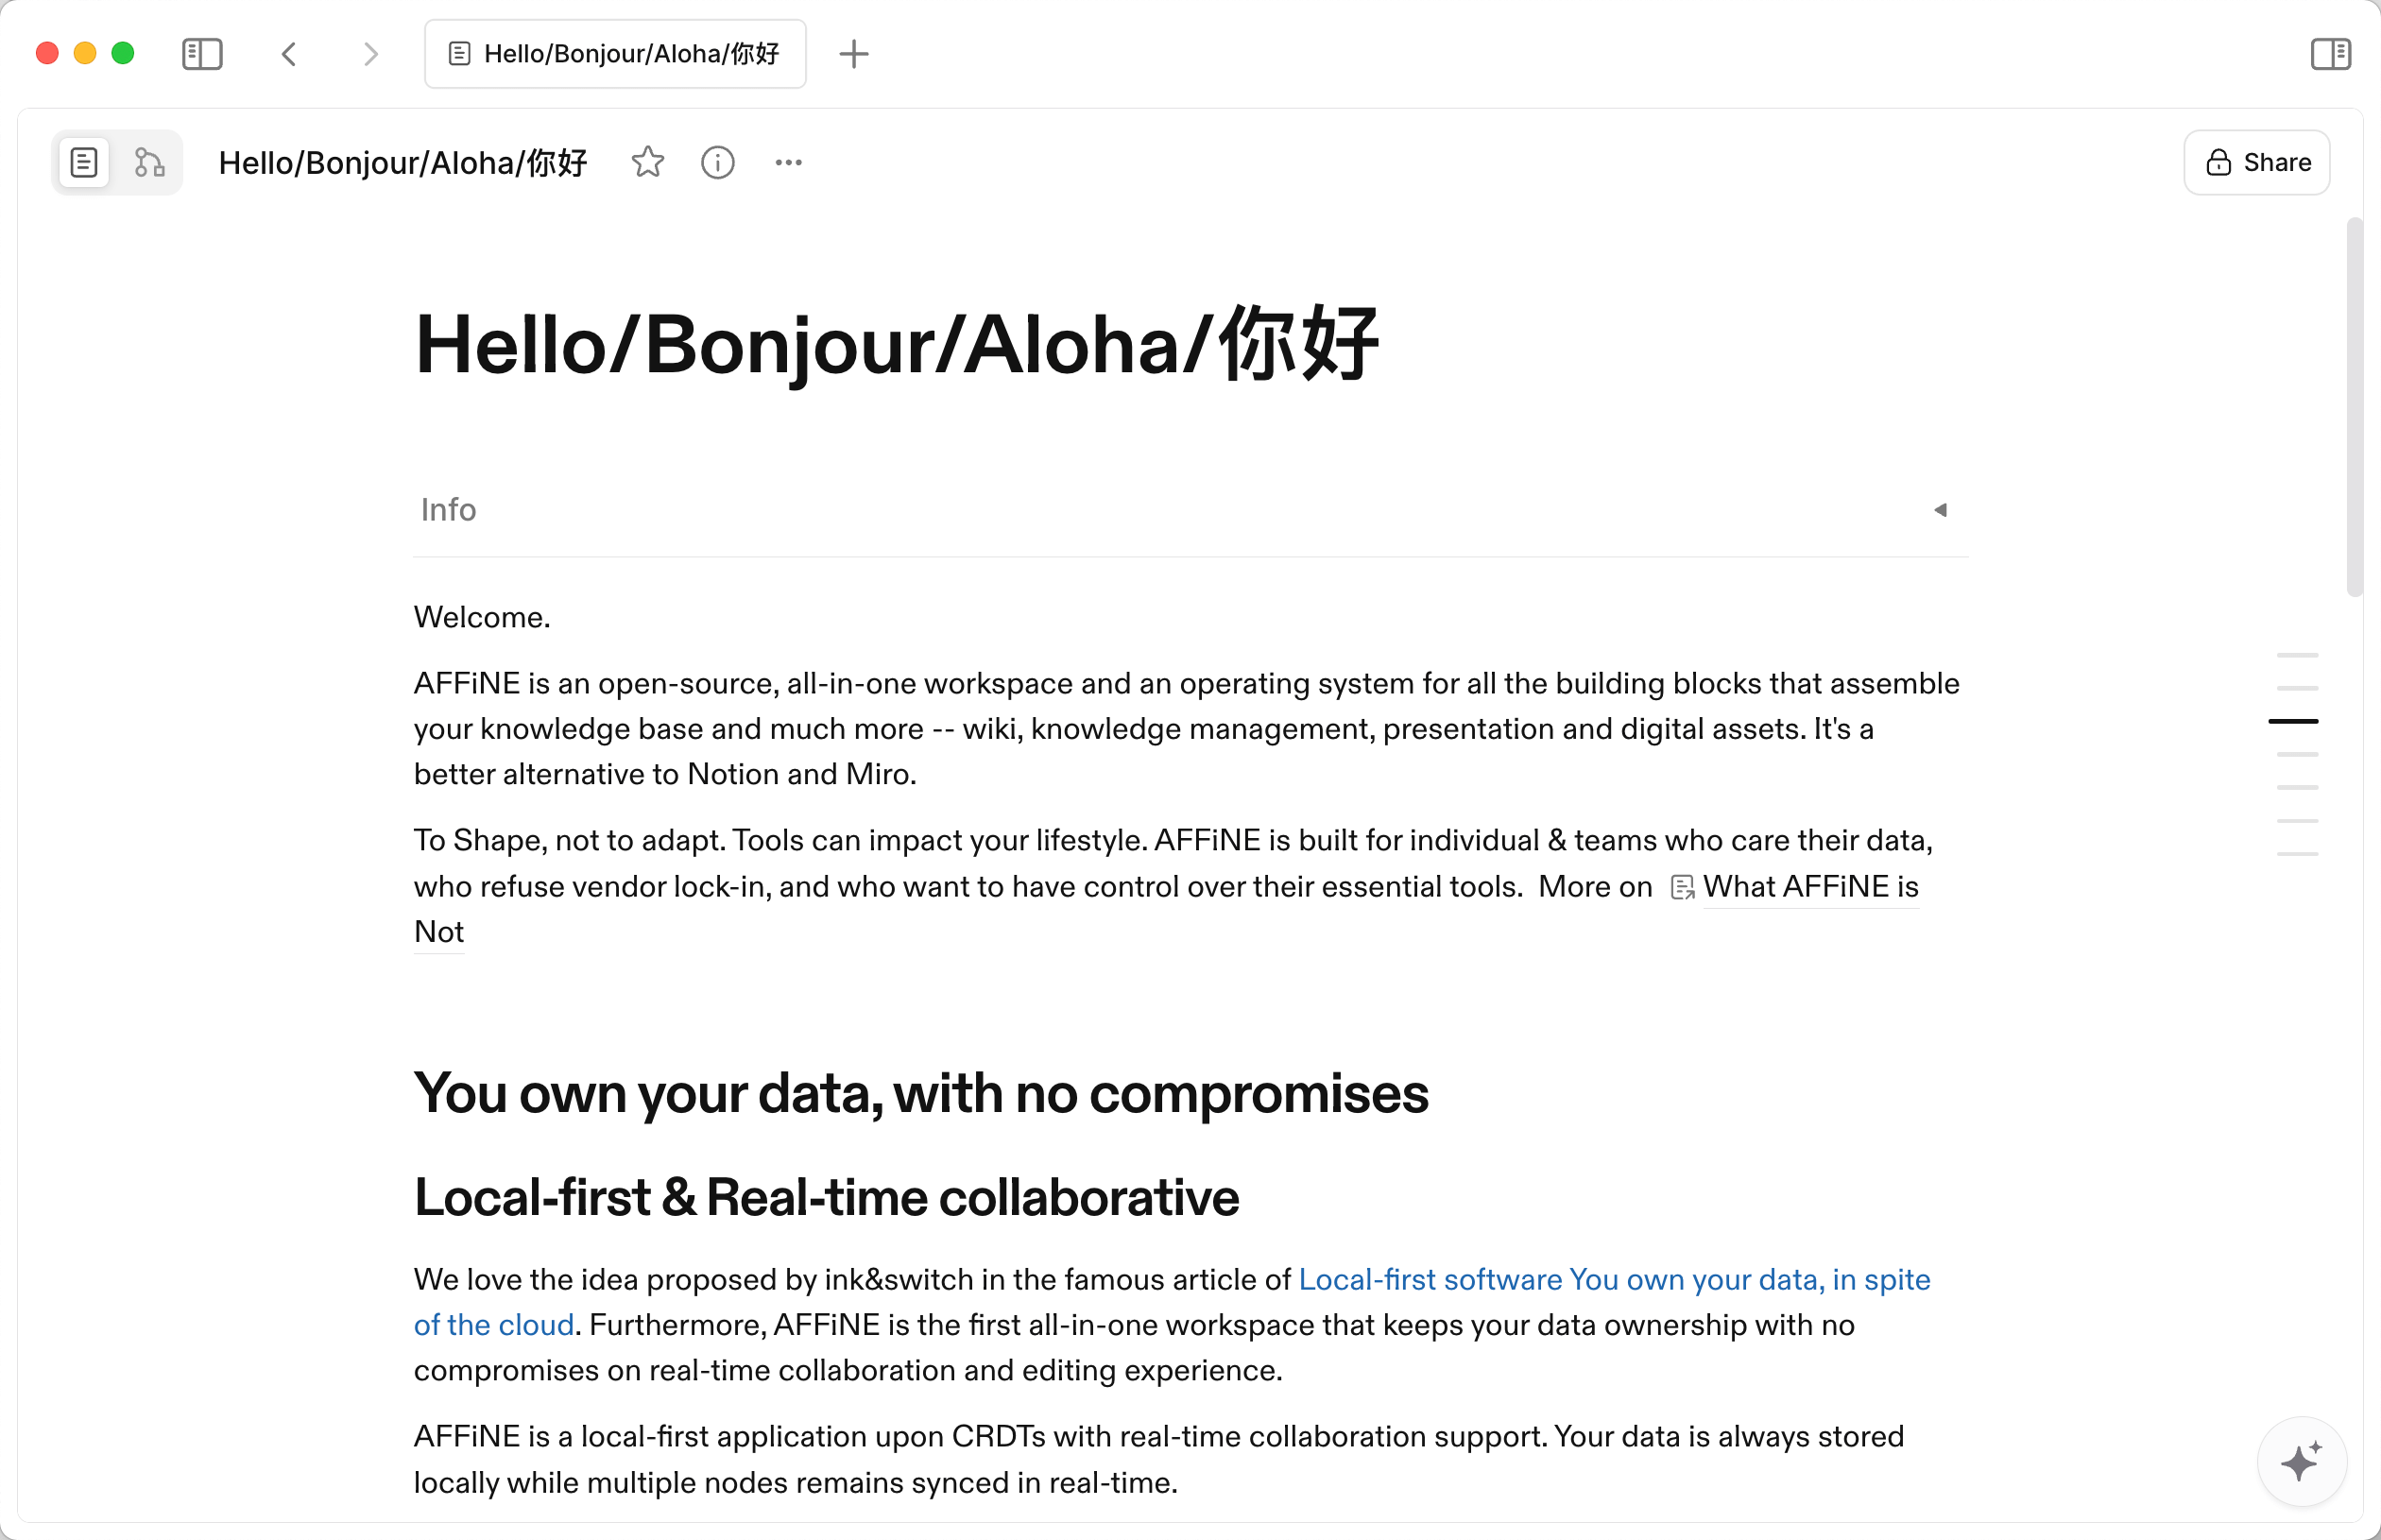 Hello/Bonjour/Aloha/你好
Hello/Bonjour/Aloha/你好
Share
Hello/Bonjour/Aloha/你好
Info
Welcome.
AFFiNE is an open-source, all-in-one workspace and an operating system for all the building blocks that assemble
your knowledge base and much more -- wiki, knowledge management, presentation and digital assets. It's a
better alternative to Notion and Miro.
To Shape, not to adapt. Tools can impact your lifestyle. AFFiNE is built for individual & teams who care their data,
who refuse vendor lock-in, and who want to have control over their essential tools.  More on What AFFiNE is
Not
You own your data, with no compromises
Local-first & Real-time collaborative
We love the idea proposed by ink&switch in the famous article of Local-first software You own your data, in spite
of the cloud. Furthermore, AFFiNE is the first all-in-one workspace that keeps your data ownership with no
compromises on real-time collaboration and editing experience.
AFFiNE is a local-first application upon CRDTs with real-time collaboration support. Your data is always stored
locally while multiple nodes remains synced in real-time.